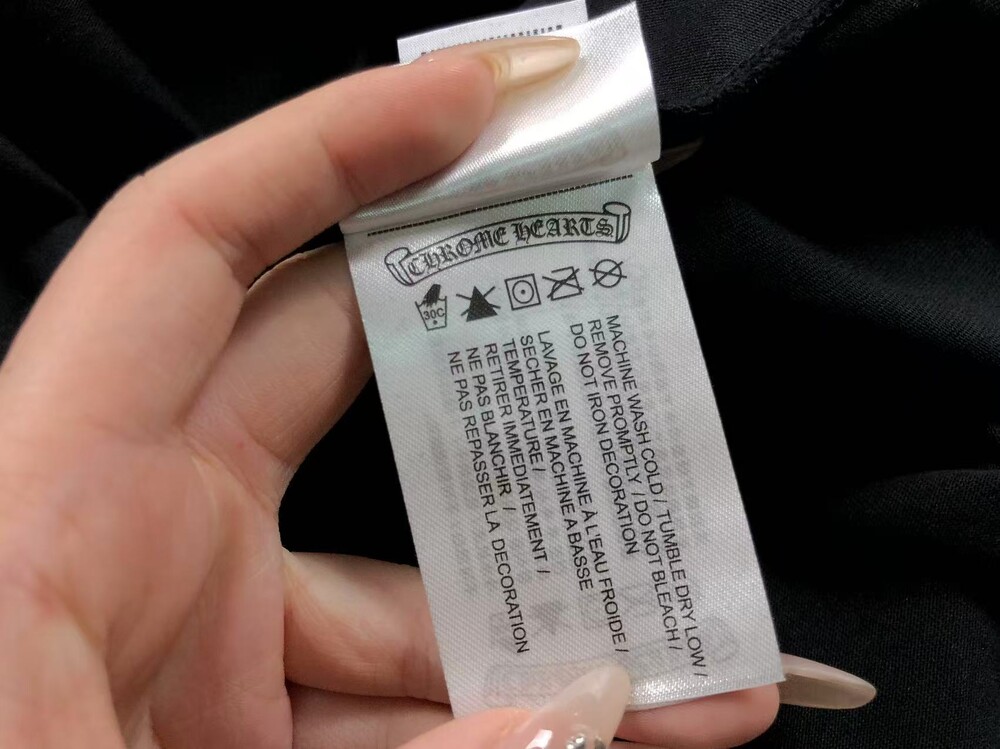 CHROME HEARTS
30C
MACHINE WASH COLD / TUMBLE DRY LOW /
REMOVE PROMPTLY / DO NOT BLEACH /
DO NOT IRON DECORATION
LAVAGE EN MACHINE À L'EAU FROIDE /
SECHER EN MACHINE A BASSE
TEMPERATURE /
RETIRER IMMEDIATEMENT /
NE PAS BLANCHIR /
NE PAS REPASSER LA DECORATION